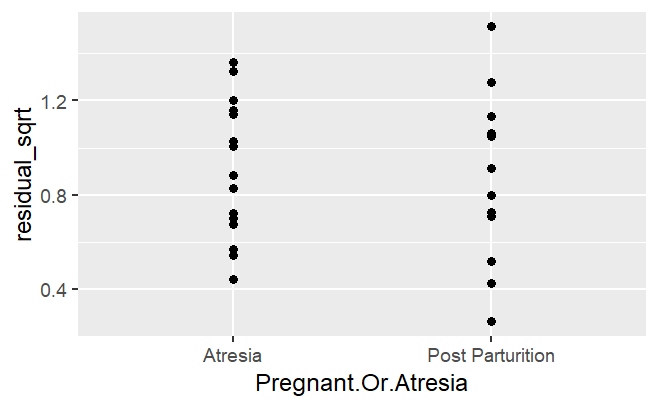 residual_sqrt
1.2
0.8
0.4
Atresia
Post Parturition
Pregnant.Or.Atresia